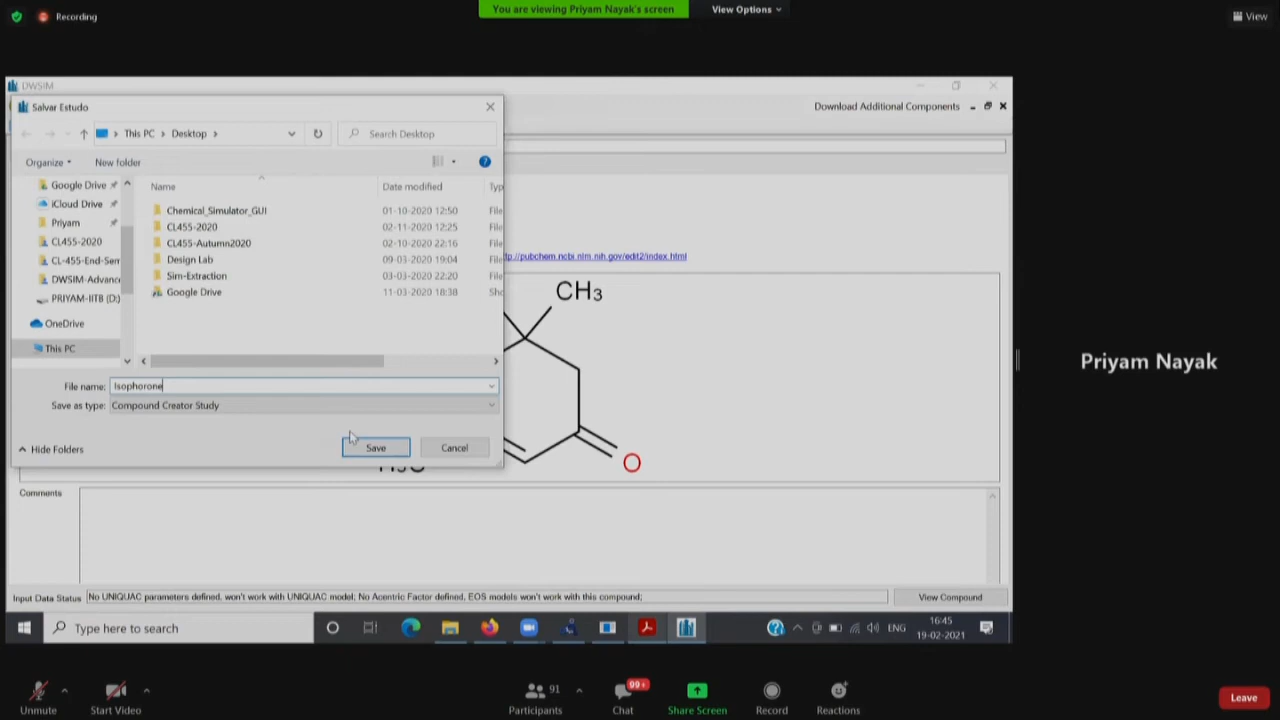 Recording
You are viewing Priyam Nayak's screen
View Options
View
DWSIM
Salvar Estudo
Download Additional Components
This PC
Desktop
Search Desktop
Organize
New folder
Google Drive
iCloud Drive
Priyam
CL455-2020
CL-455-End-Sem
DWSIM-Advance
PRIYAM-IITB (D:)
OneDrive
This PC
Name
Date modified
Typ
Chemical_Simulator_GUI
01-10-2020 12:50
File
CL455-2020
02-11-2020 12:25
File
CL455-Autumn2020
02-10-2020 22:16
File
Design Lab
09-03-2020 19:04
File
Sim-Extraction
03-03-2020 22:20
File
Google Drive
11-03-2020 18:38
Sho
tp://pubchem.ncbi.nlm.nih.gov/edit2/index.html
CH3
O
File name:
Isophorone
Save as type:
Compound Creator Study
Hide Folders
Save
Cancel
Priyam Nayak
Comments
Input Data Status
No UNIQUAC parameters defined. won't work with UNIQUAC model; No Acentric Factor defined, EOS models won't work with this compound;
View Compound
Type here to search
ENG
16:45
19-02-2021
Unmute
Start Video
91
Participants
99+
Chat
Share Screen
Record
Reactions
Leave